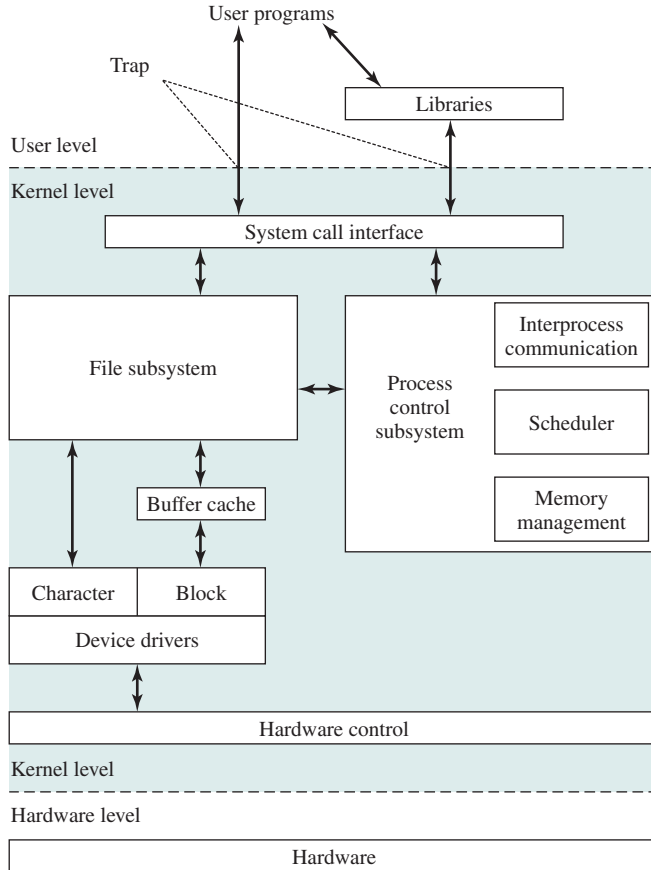 User programs
Trap
Libraries
User level
Kernel level
System call interface
File subsystem
Process
control
subsystem
Interprocess
communication
Scheduler
Memory
management
Buffer cache
Character
Block
Device drivers
Hardware control
Kernel level
Hardware level
Hardware